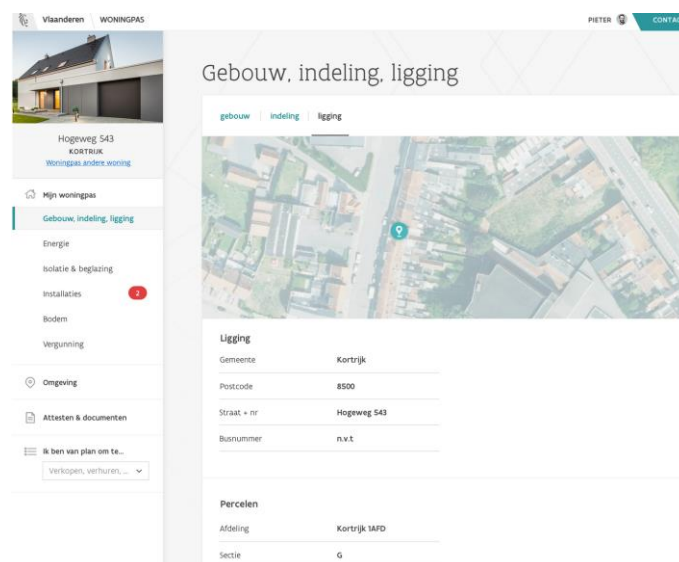 Vlaanderen WONINGPAS
PIETER
CONTAC
Hogeweg 543
KORTRIJK
Woningpas andere woning
Mijn woningpas
Gebouw, indeling, ligging
Energie
Isolatie & beglazing
Installaties 2
Bodem
Vergunning
Omgeving
Attesten & documenten
Ik ben van plan om te...
Verkopen, verhuren, ...
Gebouw, indeling, ligging
gebouw indeling ligging
Ligging
Gemeente Kortrijk
Postcode 8500
Straat + nr Hogeweg 543
Busnummer n.v.t
Percelen
Afdeling Kortrijk 1AFD
Sectie G